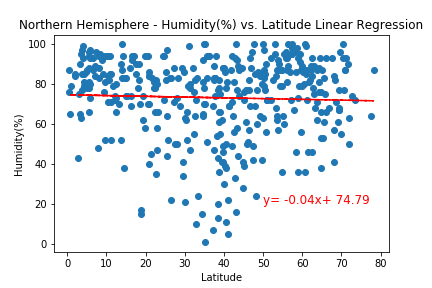 Northern Hemisphere - Humidity(%) vs. Latitude Linear Regression
100
80
60
40
20
0
Humidity(%)
y= -0.04x+ 74.79
0 10 20 30 40 50 60 70 80
Latitude